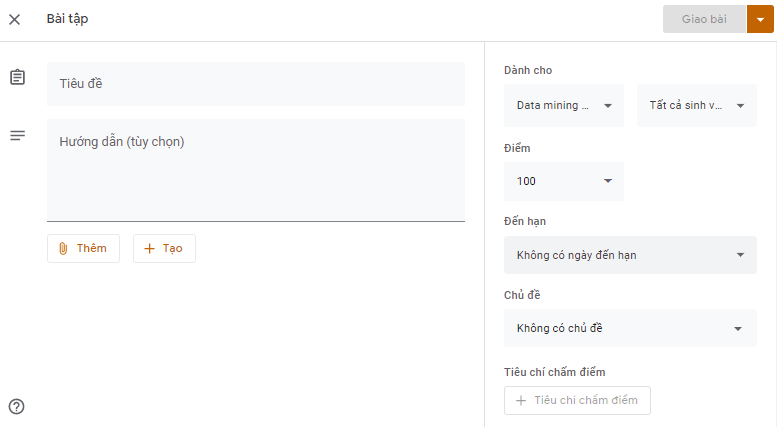 Bài tập
Giao bài
Tiêu đề
Hướng dẫn (tùy chọn)
Thêm
Tạo
Dành cho
Data mining ...
Tất cả sinh v...
Điểm
100
Đến hạn
Không có ngày đến hạn
Chủ đề
Không có chủ đề
Tiêu chí chấm điểm
Tiêu chí chấm điểm